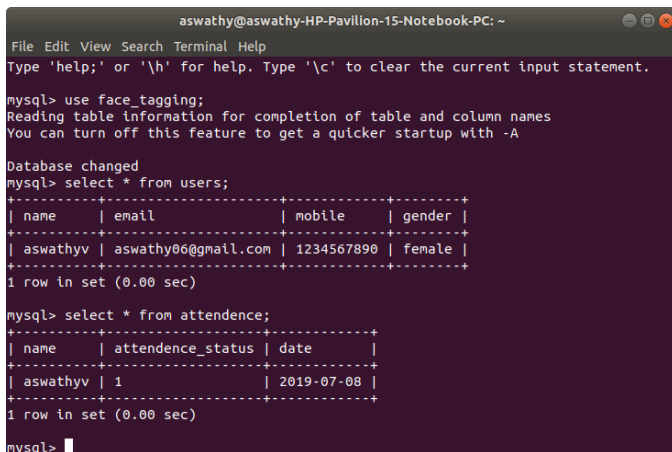 aswathy@aswathy-HP-Pavilion-15-Notebook-PC: ~
File Edit View Search Terminal Help
Type 'help;' or '\h' for help. Type '\c' to clear the current input statement.
mysql> use face_tagging;
Reading table information for completion of table and column names
You can turn off this feature to get a quicker startup with -A
Database changed
mysql> select * from users;
+----------+---------------------+------------+--------+
| name     | email               | mobile     | gender |
+----------+---------------------+------------+--------+
| aswathyv | aswathy06@gmail.com | 1234567890 | female |
+----------+---------------------+------------+--------+
1 row in set (0.00 sec)
mysql> select * from attendence;
+----------+-------------------+------------+
| name     | attendence_status | date       |
+----------+-------------------+------------+
| aswathyv | 1                 | 2019-07-08 |
+----------+-------------------+------------+
1 row in set (0.00 sec)
mysql>